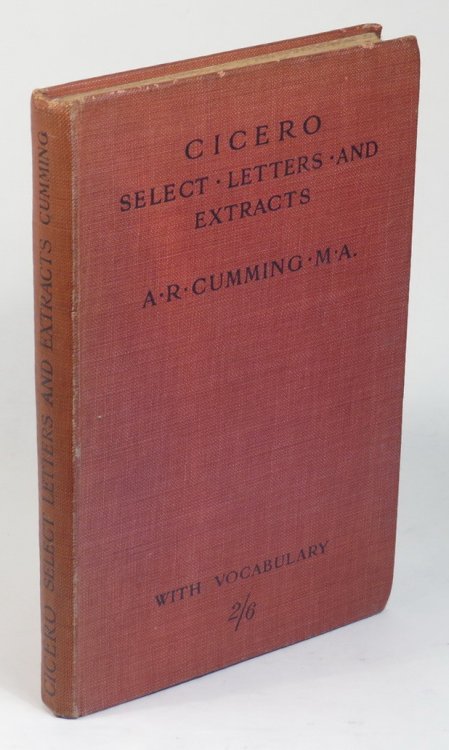 CICERO SELECT LETTERS AND EXTRACTS CUMMING
CICERO
SELECT · LETTERS · AND
EXTRACTS
A · R · CUMMING · M · A .
WITH VOCABULARY
2/6